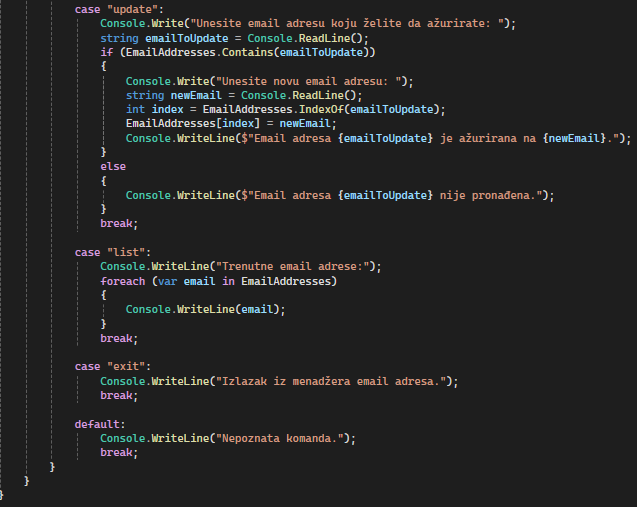 case "update":
Console.Write("Unesite email adresu koju želite da ažurirate: ");
string emailToUpdate = Console.ReadLine();
if (EmailAddresses.Contains(emailToUpdate))
{
Console.Write("Unesite novu email adresu: ");
string newEmail = Console.ReadLine();
int index = EmailAddresses.IndexOf(emailToUpdate);
EmailAddresses[index] = newEmail;
Console.WriteLine($"Email adresa {emailToUpdate} je ažurirana na {newEmail}.");
}
else
{
Console.WriteLine($"Email adresa {emailToUpdate} nije pronađena.");
}
break;
case "list":
Console.WriteLine("Trenutne email adrese:");
foreach (var email in EmailAddresses)
{
Console.WriteLine(email);
}
break;
case "exit":
Console.WriteLine("Izlazak iz menadžera email adresa.");
break;
default:
Console.WriteLine("Nepoznata komanda.");
break;
}
}
}